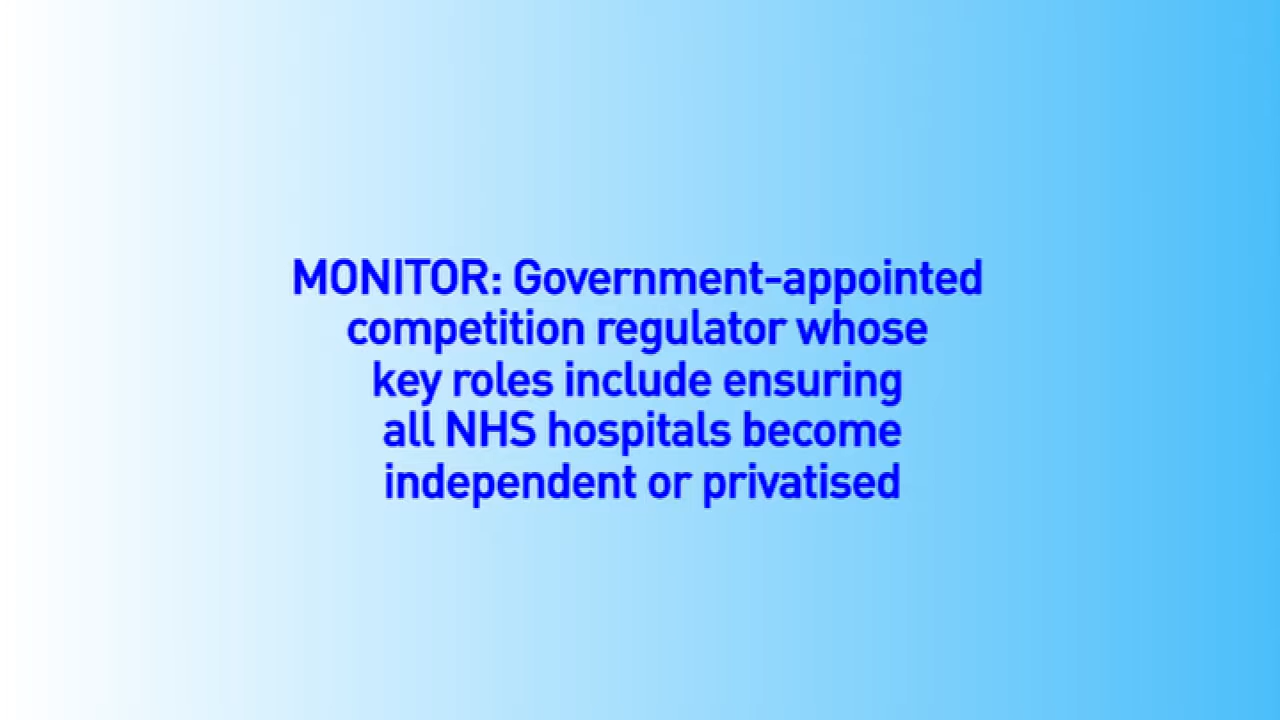 MONITOR: Government-appointed
competition regulator whose
key roles include ensuring
all NHS hospitals become
independent or privatised